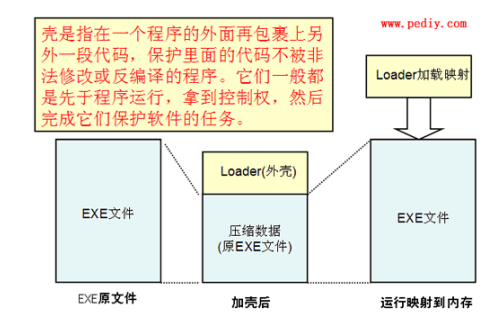 www.pediy.com
壳是指在一个程序的外面再包裹上另
外一段代码，保护里面的代码不被非
法修改或反编译的程序。它们一般都
是先于程序运行，拿到控制权，然后
完成它们保护软件的任务。
Loader加载映射
EXE文件
Loader(外壳)
压缩数据
(原EXE文件)
EXE文件
EXE原文件
加壳后
运行映射到内存